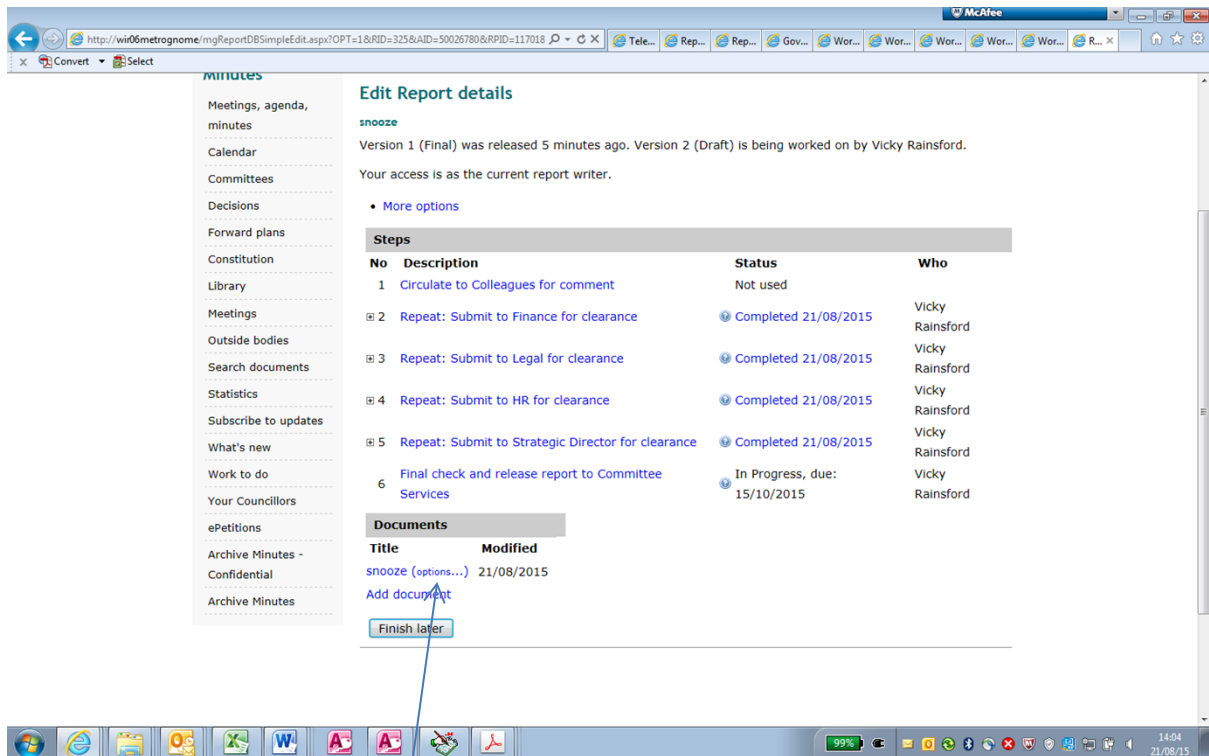 McAfee
http://wir06metrognome/mgReportDBSimpleEdit.aspx?OPT=1&RID=325&AID=50026780&RPID=117018
Tele... Rep... Rep... Gov... Wor... Wor... Wor... Wor... Wor... R...
x Convert Select
Minutes
Meetings, agenda,
minutes
Calendar
Committees
Decisions
Forward plans
Constitution
Library
Meetings
Outside bodies
Search documents
Statistics
Subscribe to updates
What's new
Work to do
Your Councillors
ePetitions
Archive Minutes -
Confidential
Archive Minutes
Edit Report details
snooze
Version 1 (Final) was released 5 minutes ago. Version 2 (Draft) is being worked on by Vicky Rainsford.
Your access is as the current report writer.
• More options
Steps
No Description Status Who
1 Circulate to Colleagues for comment Not used
2 Repeat: Submit to Finance for clearance Completed 21/08/2015 Vicky
Rainsford
3 Repeat: Submit to Legal for clearance Completed 21/08/2015 Vicky
Rainsford
4 Repeat: Submit to HR for clearance Completed 21/08/2015 Vicky
Rainsford
5 Repeat: Submit to Strategic Director for clearance Completed 21/08/2015 Vicky
Rainsford
6 Final check and release report to Committee In Progress, due: Vicky
Services 15/10/2015 Rainsford
Documents
Title Modified
snooze (options...) 21/08/2015
Add document
Finish later
99%
14:04
21/08/15